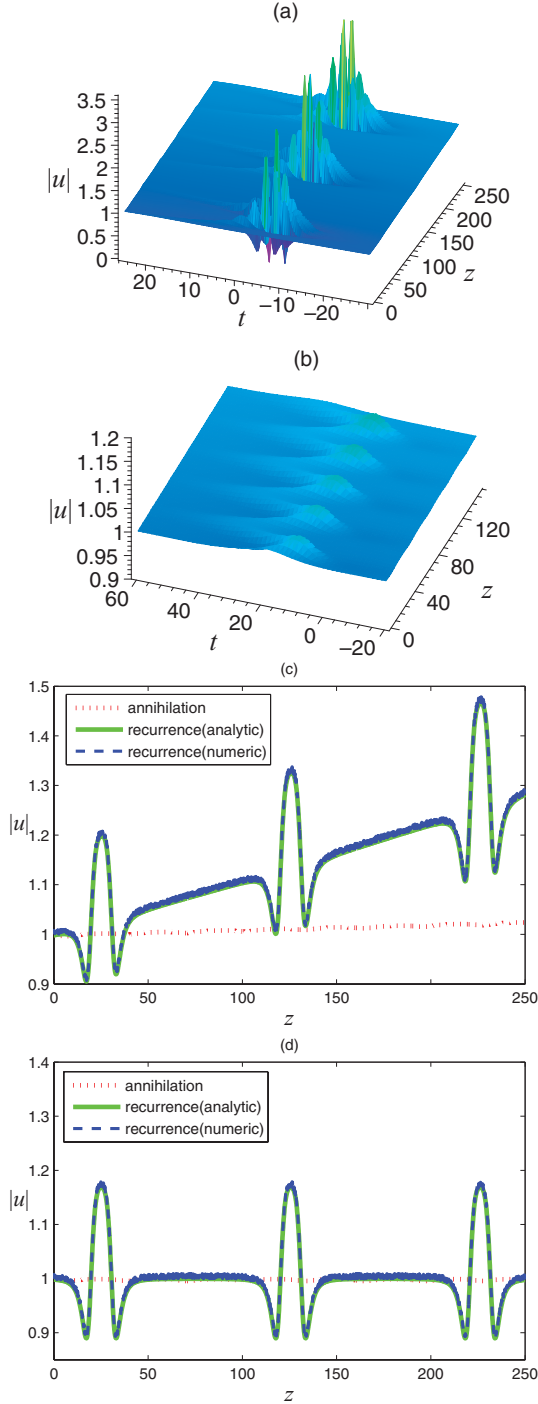 (a)
3.5
3
2.5
2
1.5
1
0.5
0
|u|
20
10
0
−10
−20
t
0
50
100
150
200
250
z
(b)
1.2
1.15
1.10
1.05
1
0.95
0.9
|u|
60
40
20
0
−20
t
0
40
80
120
z
(c)
1.5
1.4
1.3
1.2
1.1
1
0.9
|u|
annihilation
recurrence(analytic)
recurrence(numeric)
0 50 100 150 200 250
z
(d)
1.4
1.3
1.2
1.1
1
0.9
|u|
annihilation
recurrence(analytic)
recurrence(numeric)
0 50 100 150 200 250
z